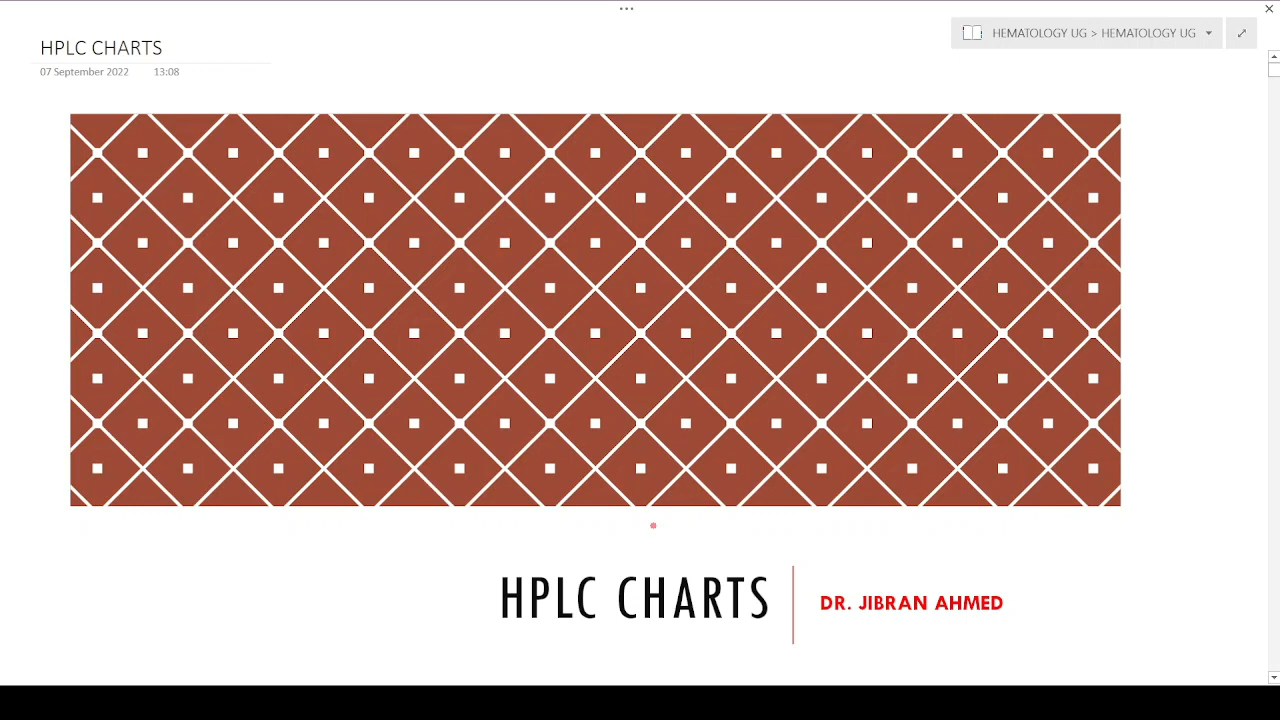 HPLC CHARTS
07 September 2022 13:08
HEMATOLOGY UG > HEMATOLOGY UG
HPLC CHARTS
DR. JIBRAN AHMED